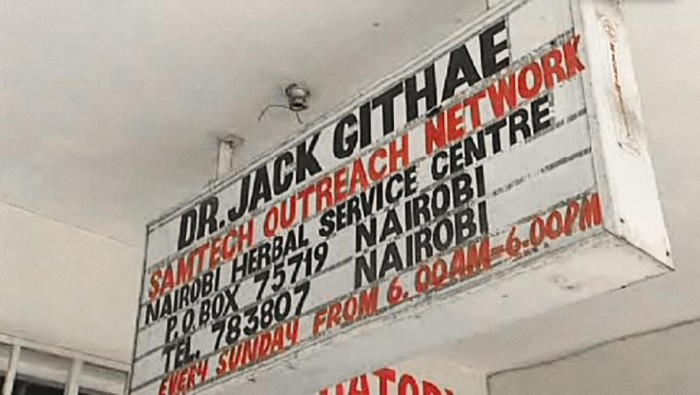 DR. JACK GITHAE
SAMTECH OUTREACH NETWORK
NAIROBI HERBAL SERVICE CENTRE
P.O. BOX 75719 NAIROBI
TEL. 783807 NAIROBI
EVERY SUNDAY FROM 6.00AM-6.00PM